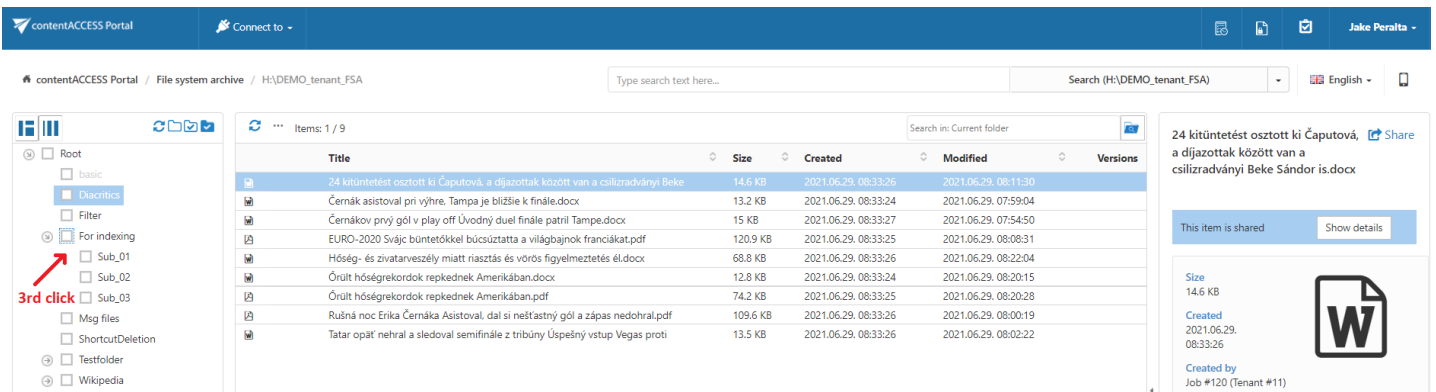 contentACCESS Portal
Connect to
Jake Peralta
contentACCESS Portal / File system archive / H:\DEMO_tenant_FSA
Type search text here...
Search (H:\DEMO_tenant_FSA)
English
Items: 1 / 9
Search in: Current folder
Root
basic
Diacritics
Filter
For indexing
Sub_01
Sub_02
3rd click
Sub_03
Msg files
ShortcutDeletion
Testfolder
Wikipedia
Title Size Created Modified Versions
24 kitüntetést osztott ki Čaputová, a díjazottak között van a csilizradványi Beke 14.6 KB 2021.06.29. 08:33:26 2021.06.29. 08:11:30
Černák asistoval pri výhre, Tampa je bližšie k finále.docx 13.2 KB 2021.06.29. 08:33:24 2021.06.29. 07:59:04
Černákov prvý gól v play off Úvodný duel finále patril Tampe.docx 15 KB 2021.06.29. 08:33:27 2021.06.29. 07:54:50
EURO-2020 Svájc büntetőkkel búcsúztatta a világbajnok franciákat.pdf 120.9 KB 2021.06.29. 08:33:25 2021.06.29. 08:08:31
Hőség- és zivatarveszély miatt riasztás és vörös figyelmeztetés él.docx 68.8 KB 2021.06.29. 08:33:26 2021.06.29. 08:22:04
Őrült hőségrekordok repkednek Amerikában.docx 12.8 KB 2021.06.29. 08:33:24 2021.06.29. 08:20:15
Őrült hőségrekordok repkednek Amerikában.pdf 74.2 KB 2021.06.29. 08:33:25 2021.06.29. 08:20:28
Rušná noc Erika Černáka Asistoval, dal si nešťastný gól a zápas nedohral.pdf 109.6 KB 2021.06.29. 08:33:26 2021.06.29. 08:00:19
Tatar opäť nehral a sledoval semifinále z tribúny Úspešný vstup Vegas proti 13.5 KB 2021.06.29. 08:33:26 2021.06.29. 08:02:22
24 kitüntetést osztott ki Čaputová, Share
a díjazottak között van a
csilizradványi Beke Sándor is.docx
This item is shared Show details
Size
14.6 KB
Created
2021.06.29.
08:33:26
Created by
Job #120 (Tenant #11)
W